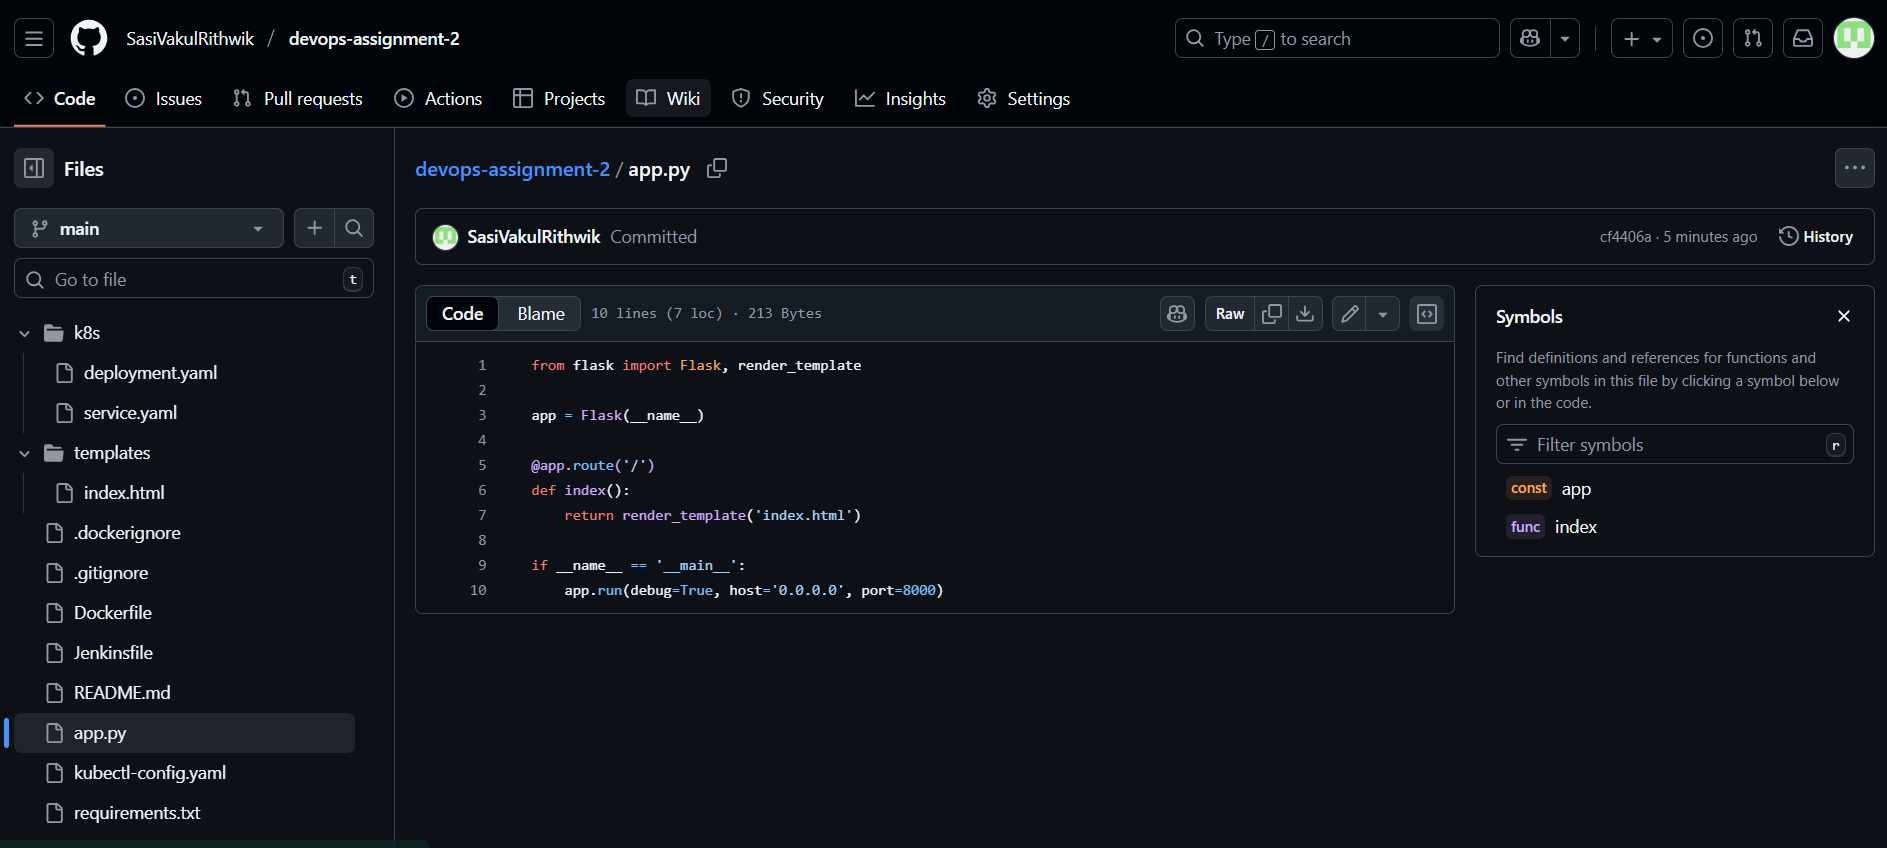 SasiVakulRithwik / devops-assignment-2
Type / to search
Code Issues Pull requests Actions Projects Wiki Security Insights Settings
Files
main
Go to file t
k8s
deployment.yaml
service.yaml
templates
index.html
.dockerignore
.gitignore
Dockerfile
Jenkinsfile
README.md
app.py
kubectl-config.yaml
requirements.txt
devops-assignment-2 / app.py
SasiVakulRithwik Committed cf4406a · 5 minutes ago History
Code Blame 10 lines (7 loc) · 213 Bytes Raw
1 from flask import Flask, render_template
2
3 app = Flask(__name__)
4
5 @app.route('/')
6 def index():
7     return render_template('index.html')
8
9 if __name__ == '__main__':
10     app.run(debug=True, host='0.0.0.0', port=8000)
Symbols
Find definitions and references for functions and
other symbols in this file by clicking a symbol below
or in the code.
Filter symbols r
const app
func index